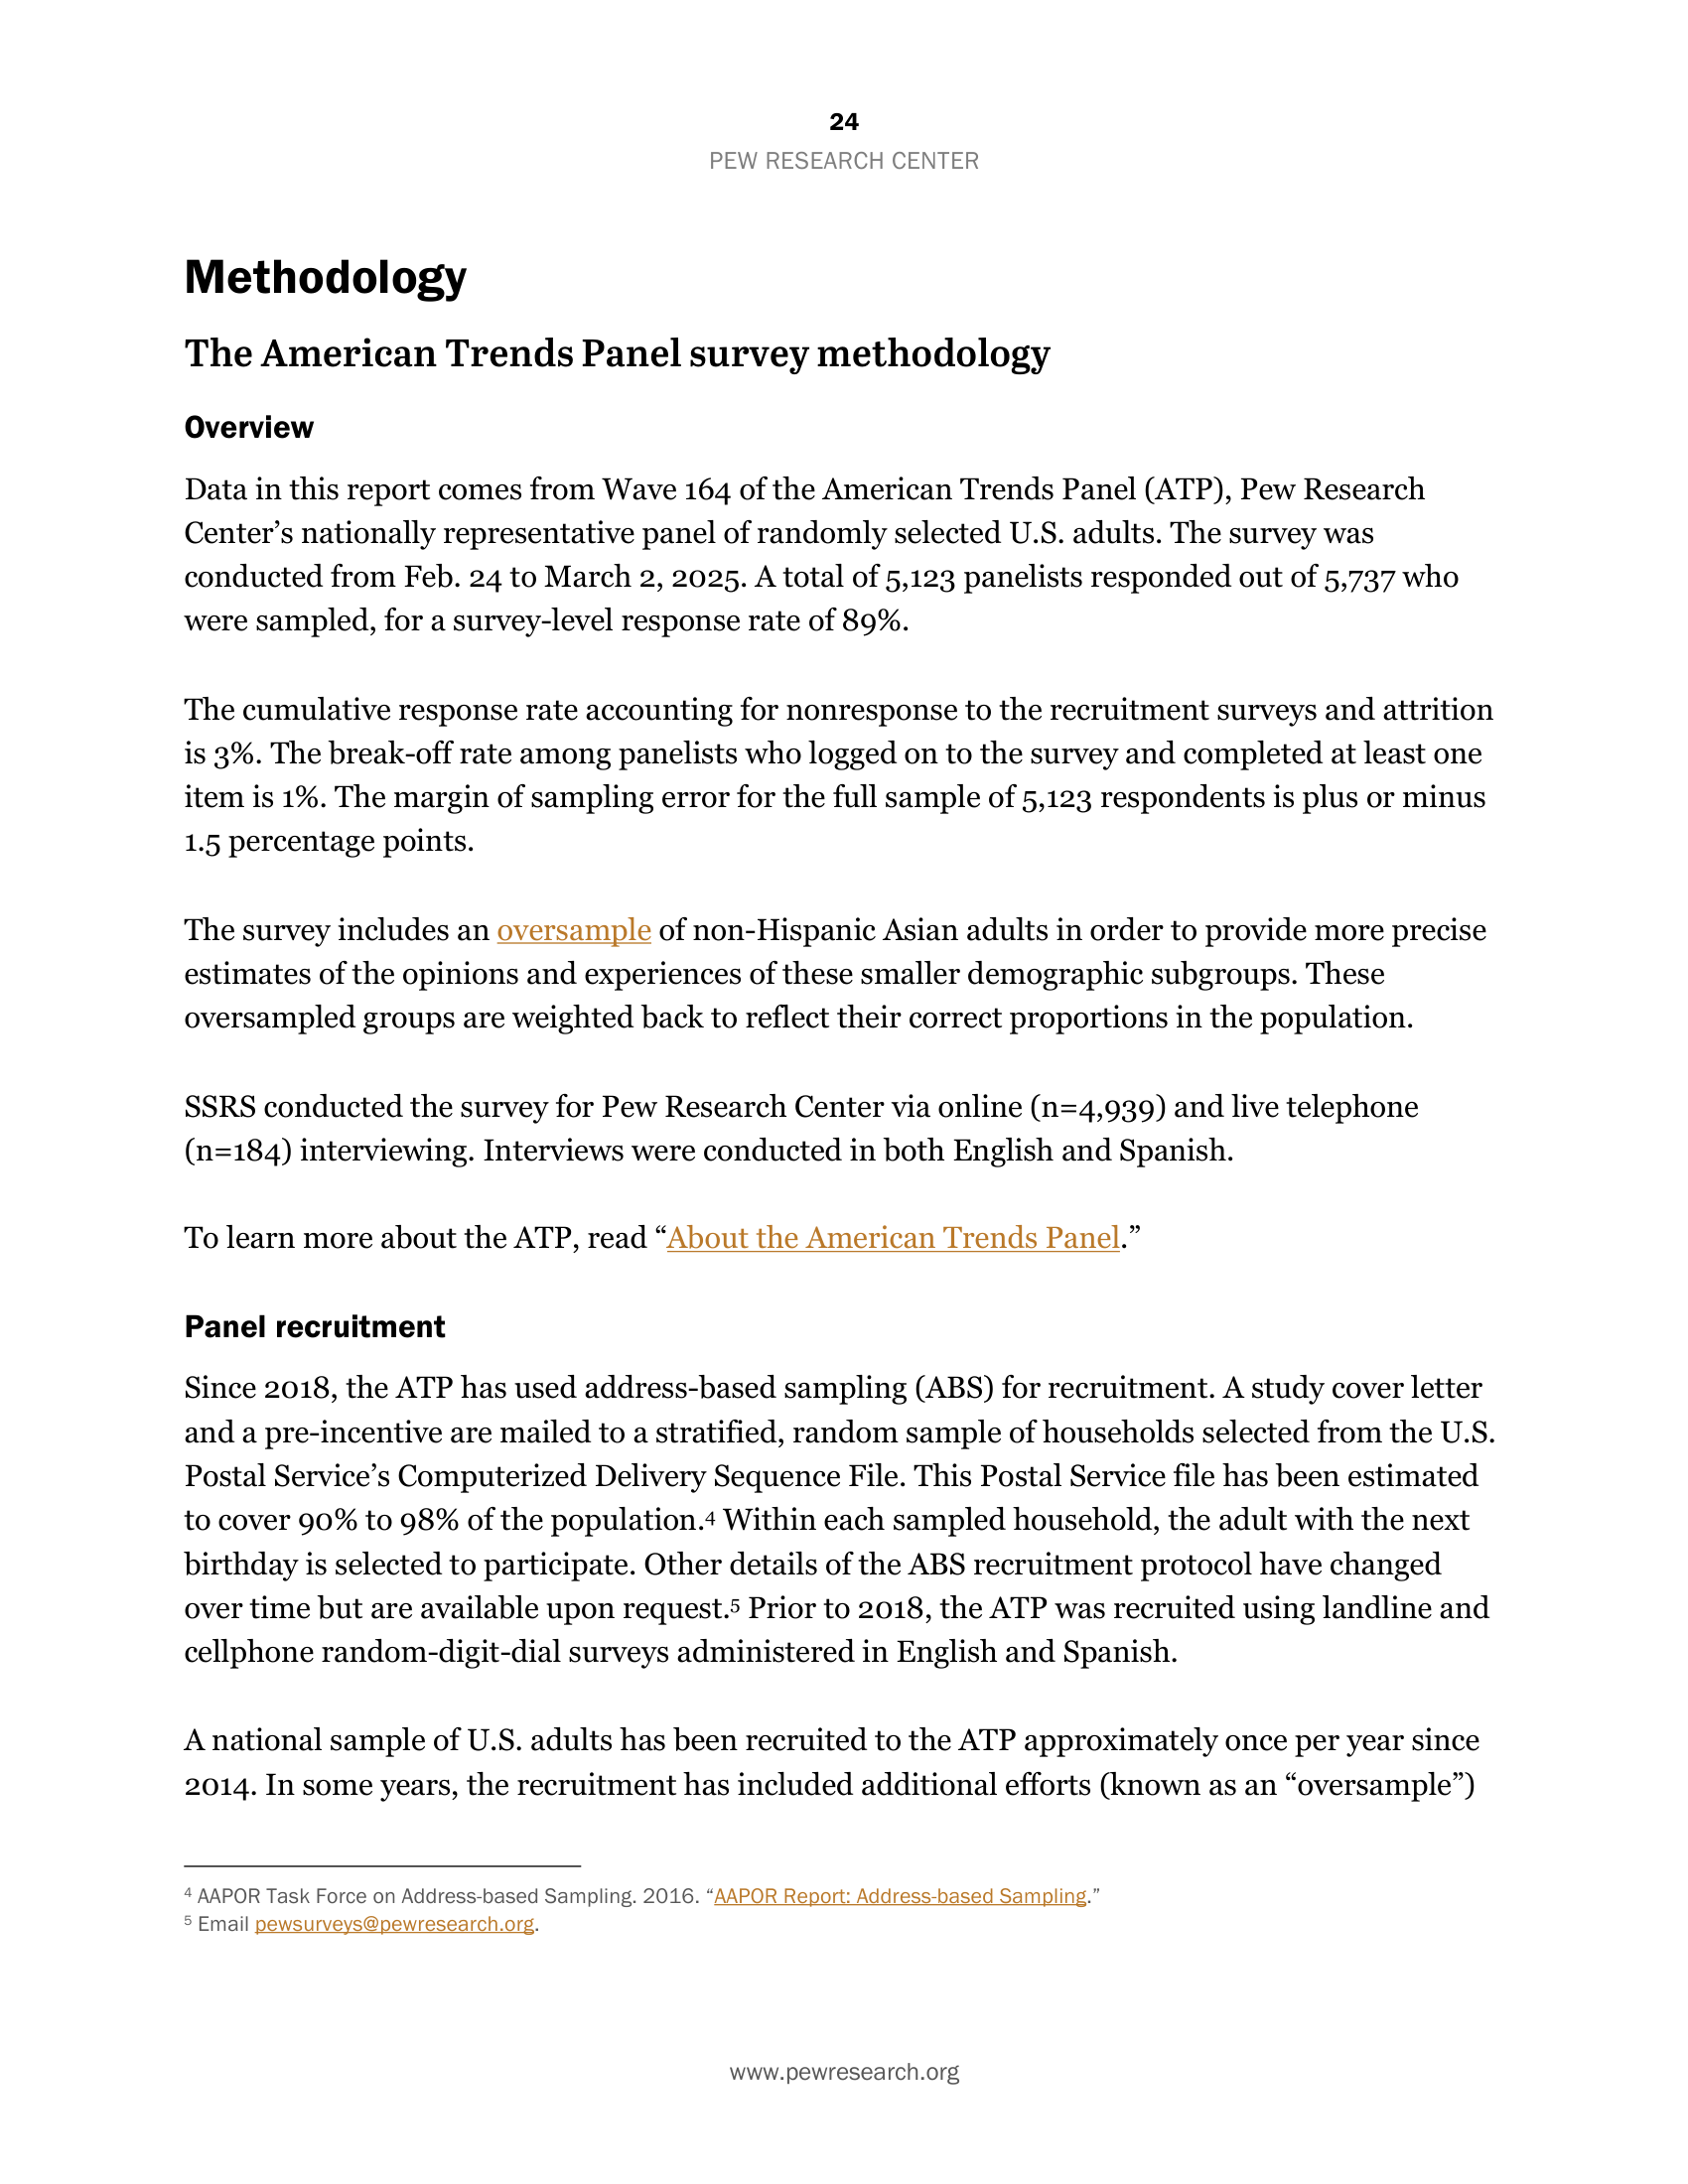 24
PEW RESEARCH CENTER
Methodology
The American Trends Panel survey methodology
Overview
Data in this report comes from Wave 164 of the American Trends Panel (ATP), Pew Research
Center’s nationally representative panel of randomly selected U.S. adults. The survey was
conducted from Feb. 24 to March 2, 2025. A total of 5,123 panelists responded out of 5,737 who
were sampled, for a survey-level response rate of 89%.
The cumulative response rate accounting for nonresponse to the recruitment surveys and attrition
is 3%. The break-off rate among panelists who logged on to the survey and completed at least one
item is 1%. The margin of sampling error for the full sample of 5,123 respondents is plus or minus
1.5 percentage points.
The survey includes an oversample of non-Hispanic Asian adults in order to provide more precise
estimates of the opinions and experiences of these smaller demographic subgroups. These
oversampled groups are weighted back to reflect their correct proportions in the population.
SSRS conducted the survey for Pew Research Center via online (n=4,939) and live telephone
(n=184) interviewing. Interviews were conducted in both English and Spanish.
To learn more about the ATP, read “About the American Trends Panel.”
Panel recruitment
Since 2018, the ATP has used address-based sampling (ABS) for recruitment. A study cover letter
and a pre-incentive are mailed to a stratified, random sample of households selected from the U.S.
Postal Service’s Computerized Delivery Sequence File. This Postal Service file has been estimated
to cover 90% to 98% of the population.4 Within each sampled household, the adult with the next
birthday is selected to participate. Other details of the ABS recruitment protocol have changed
over time but are available upon request.5 Prior to 2018, the ATP was recruited using landline and
cellphone random-digit-dial surveys administered in English and Spanish.
A national sample of U.S. adults has been recruited to the ATP approximately once per year since
2014. In some years, the recruitment has included additional efforts (known as an “oversample”)
4 AAPOR Task Force on Address-based Sampling. 2016. “AAPOR Report: Address-based Sampling.”
5 Email pewsurveys@pewresearch.org.
www.pewresearch.org